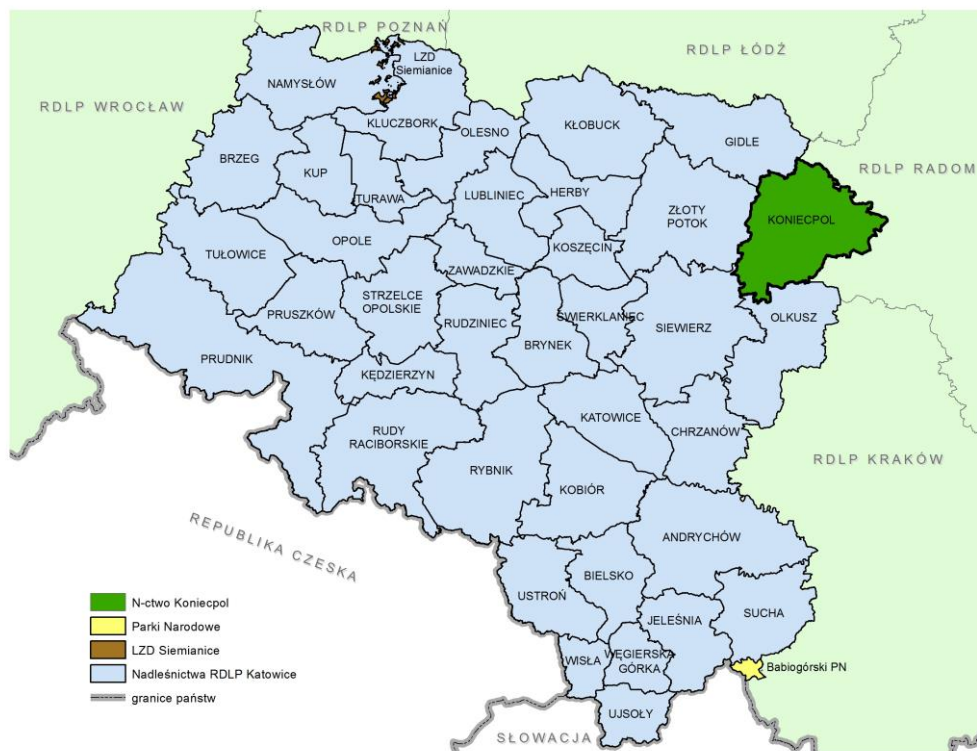 RDLP POZNAŃ
RDLP ŁÓDŹ
LZD
Siemianice
NAMYSŁÓW
RDLP WROCŁAW
KLUCZBORK
OLESNO
KŁOBUCK
GIDLE
BRZEG
KUP
TURAWA
LUBLINIEC
HERBY
RDLP RADOM
ZŁOTY
POTOK
KONIECPOL
OPOLE
KOSZĘCIN
TUŁOWICE
ZAWADZKIE
STRZELCE
OPOLSKIE
PRUSZKÓW
RUDZINIEC
ŚWIERKLANIEC
SIEWIERZ
OLKUSZ
BRYNEK
PRUDNIK
KĘDZIERZYN
KATOWICE
CHRZANÓW
RUDY
RACIBORSKIE
RYBNIK
RDLP KRAKÓW
KOBIÓR
REPUBLIKA CZESKA
ANDRYCHÓW
BIELSKO
USTROŃ
JELEŚNIA
SUCHA
WISŁA
WĘGIERSKA
GÓRKA
Babiogórski PN
UJSOŁY
SŁOWACJA
N-ctwo Koniecpol
Parki Narodowe
LZD Siemianice
Nadleśnictwa RDLP Katowice
granice państw